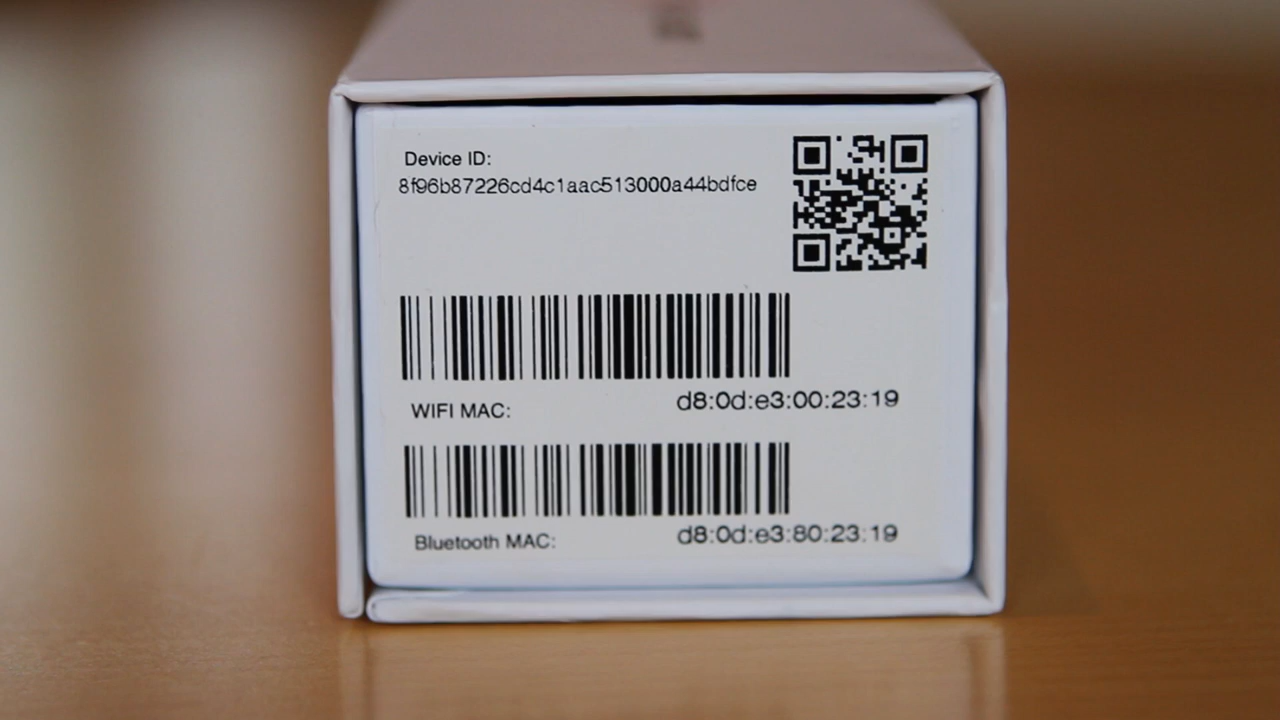 Device ID:
8f96b87226cd4c1aac513000a44bdfce
WIFI MAC:
d8:0d:e3:00:23:19
Bluetooth MAC:
d8:0d:e3:80:23:19